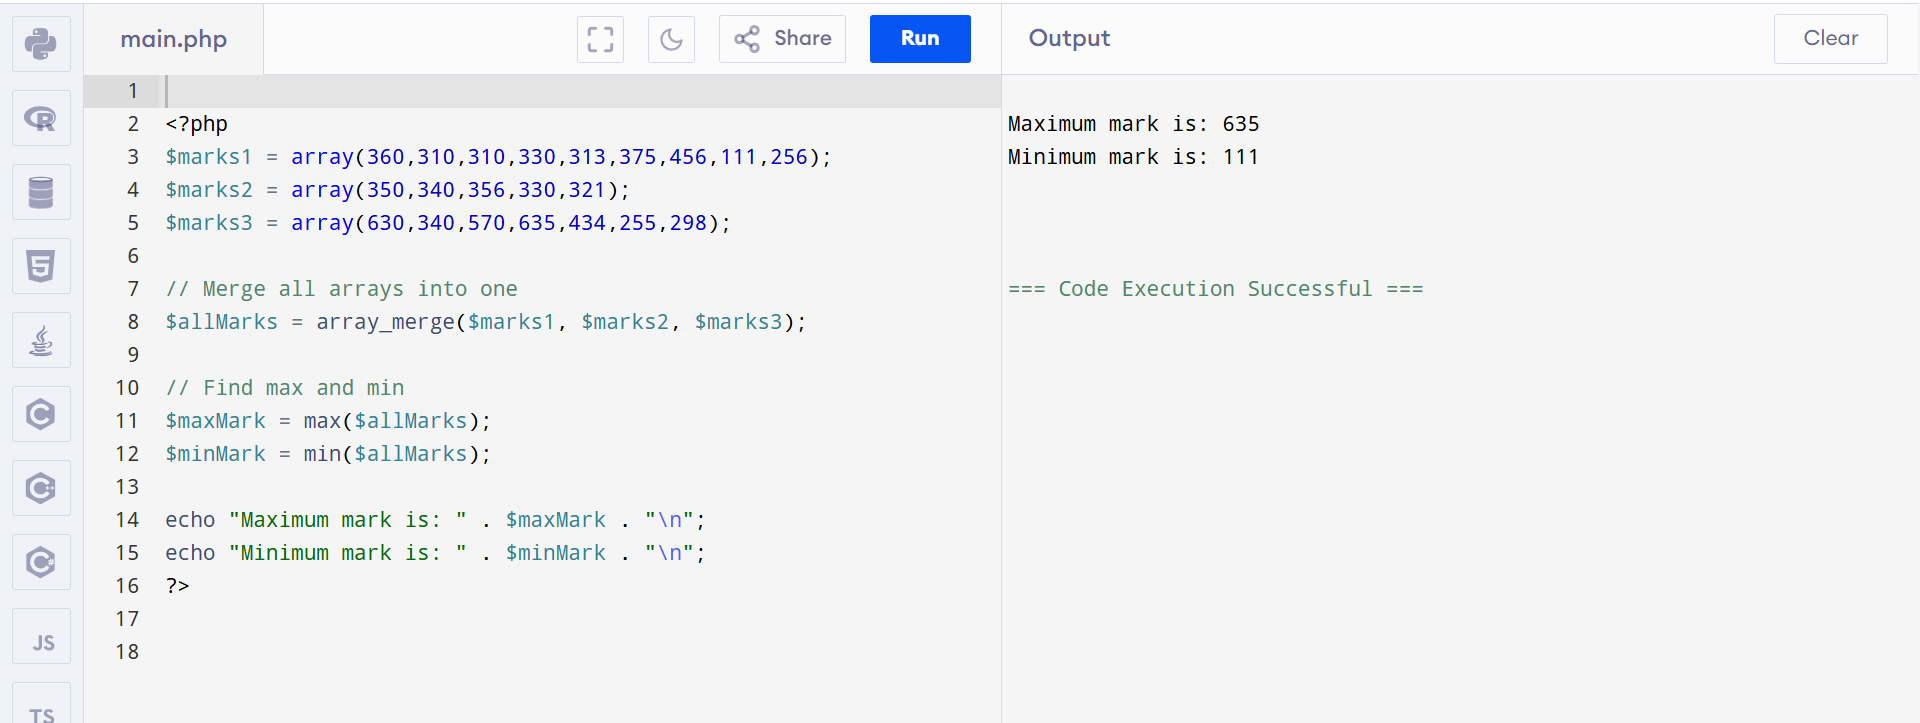 main.php
Share
Run
Output
Clear
1
2 <?php
3 $marks1 = array(360,310,310,330,313,375,456,111,256);
4 $marks2 = array(350,340,356,330,321);
5 $marks3 = array(630,340,570,635,434,255,298);
6
7 // Merge all arrays into one
8 $allMarks = array_merge($marks1, $marks2, $marks3);
9
10 // Find max and min
11 $maxMark = max($allMarks);
12 $minMark = min($allMarks);
13
14 echo "Maximum mark is: " . $maxMark . "\n";
15 echo "Minimum mark is: " . $minMark . "\n";
16 ?>
17
18
Maximum mark is: 635
Minimum mark is: 111
=== Code Execution Successful ===
R
5
C
C++
C#
JS
TS